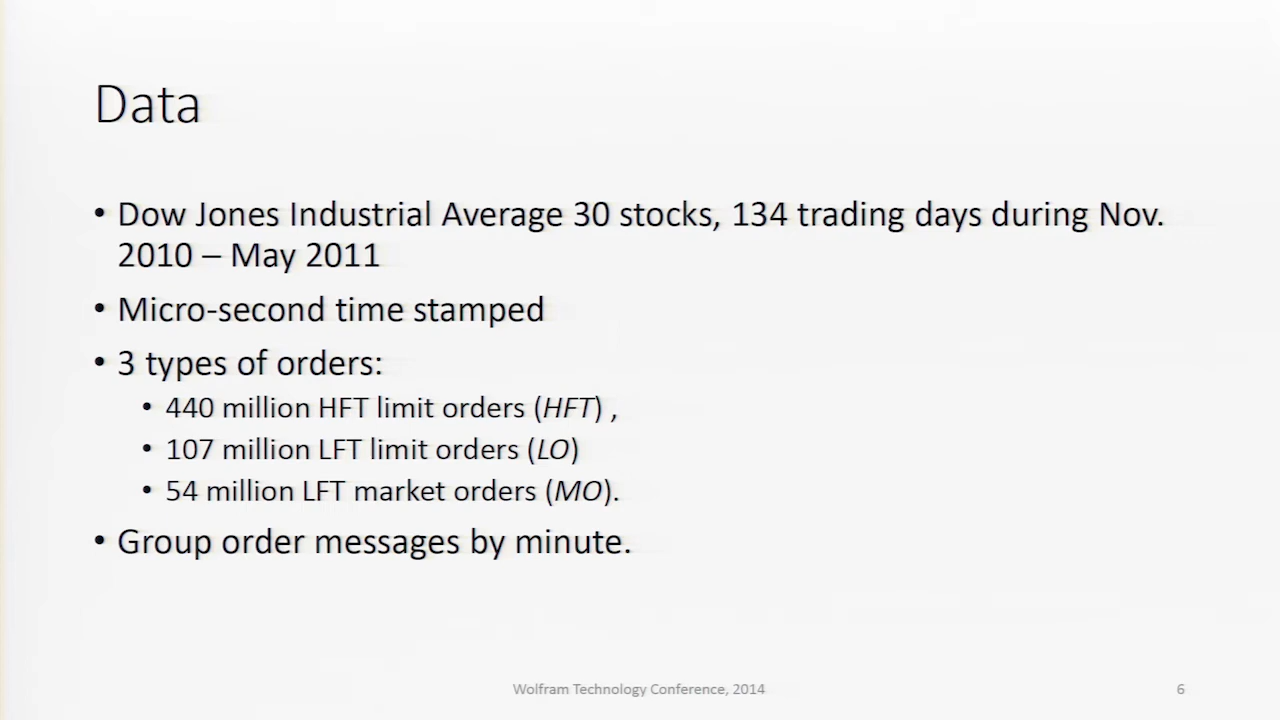 Data
• Dow Jones Industrial Average 30 stocks, 134 trading days during Nov.
2010 – May 2011
• Micro-second time stamped
• 3 types of orders:
• 440 million HFT limit orders (HFT) ,
• 107 million LFT limit orders (LO)
• 54 million LFT market orders (MO).
• Group order messages by minute.
Wolfram Technology Conference, 2014
6